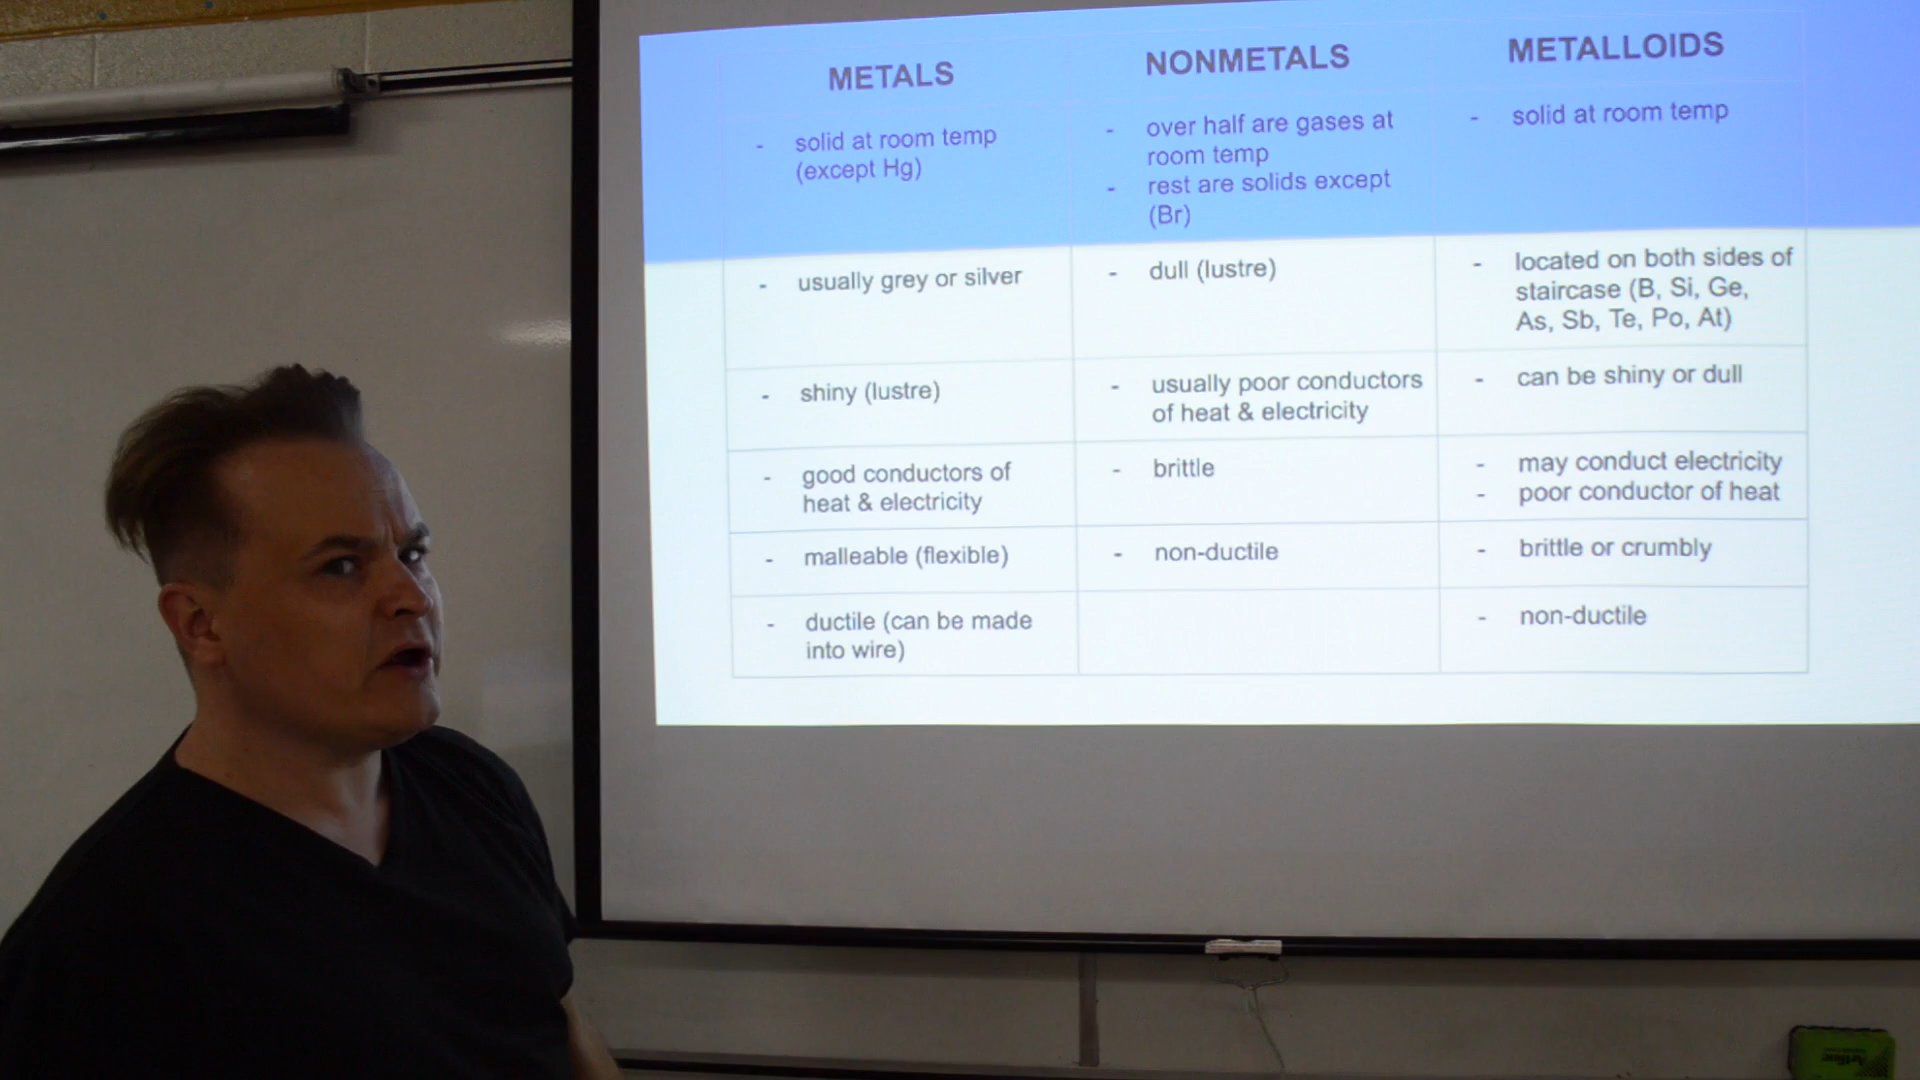 METALS
NONMETALS
METALLOIDS
- solid at room temp
(except Hg)
- over half are gases at
room temp
- rest are solids except
(Br)
- solid at room temp
- usually grey or silver
- dull (lustre)
- located on both sides of
staircase (B, Si, Ge,
As, Sb, Te, Po, At)
- shiny (lustre)
- usually poor conductors
of heat & electricity
- can be shiny or dull
- good conductors of
heat & electricity
- brittle
- may conduct electricity
- poor conductor of heat
- malleable (flexible)
- non-ductile
- brittle or crumbly
- ductile (can be made
into wire)
- non-ductile